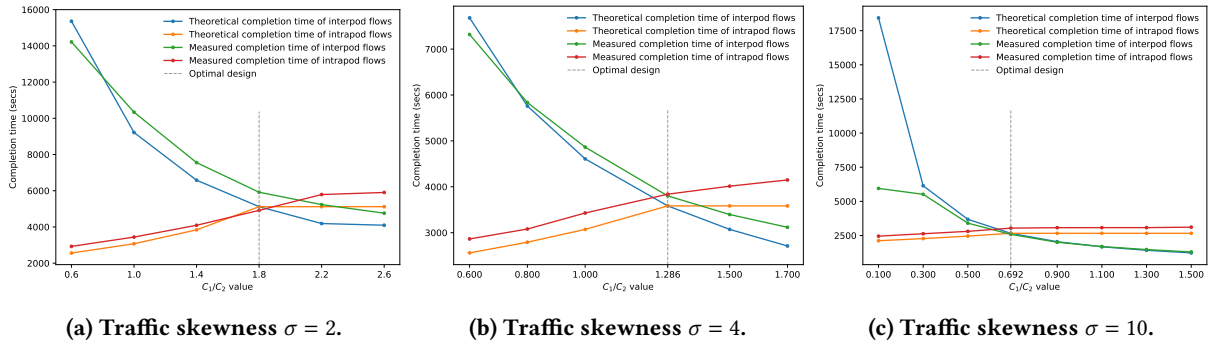 16000
14000
12000
10000
8000
6000
4000
2000
Completion time (secs)
Theoretical completion time of interpod flows
Theoretical completion time of intrapod flows
Measured completion time of interpod flows
Measured completion time of intrapod flows
Optimal design
0.6 1.0 1.4 1.8 2.2 2.6
C₁/C₂ value
(a) Traffic skewness σ = 2.
7000
6000
5000
4000
3000
Completion time (secs)
Theoretical completion time of interpod flows
Theoretical completion time of intrapod flows
Measured completion time of interpod flows
Measured completion time of intrapod flows
Optimal design
0.600 0.800 1.000 1.286 1.500 1.700
C₁/C₂ value
(b) Traffic skewness σ = 4.
17500
15000
12500
10000
7500
5000
2500
Completion time (secs)
Theoretical completion time of interpod flows
Theoretical completion time of intrapod flows
Measured completion time of interpod flows
Measured completion time of intrapod flows
Optimal design
0.100 0.300 0.500 0.692 0.900 1.100 1.300 1.500
C₁/C₂ value
(c) Traffic skewness σ = 10.